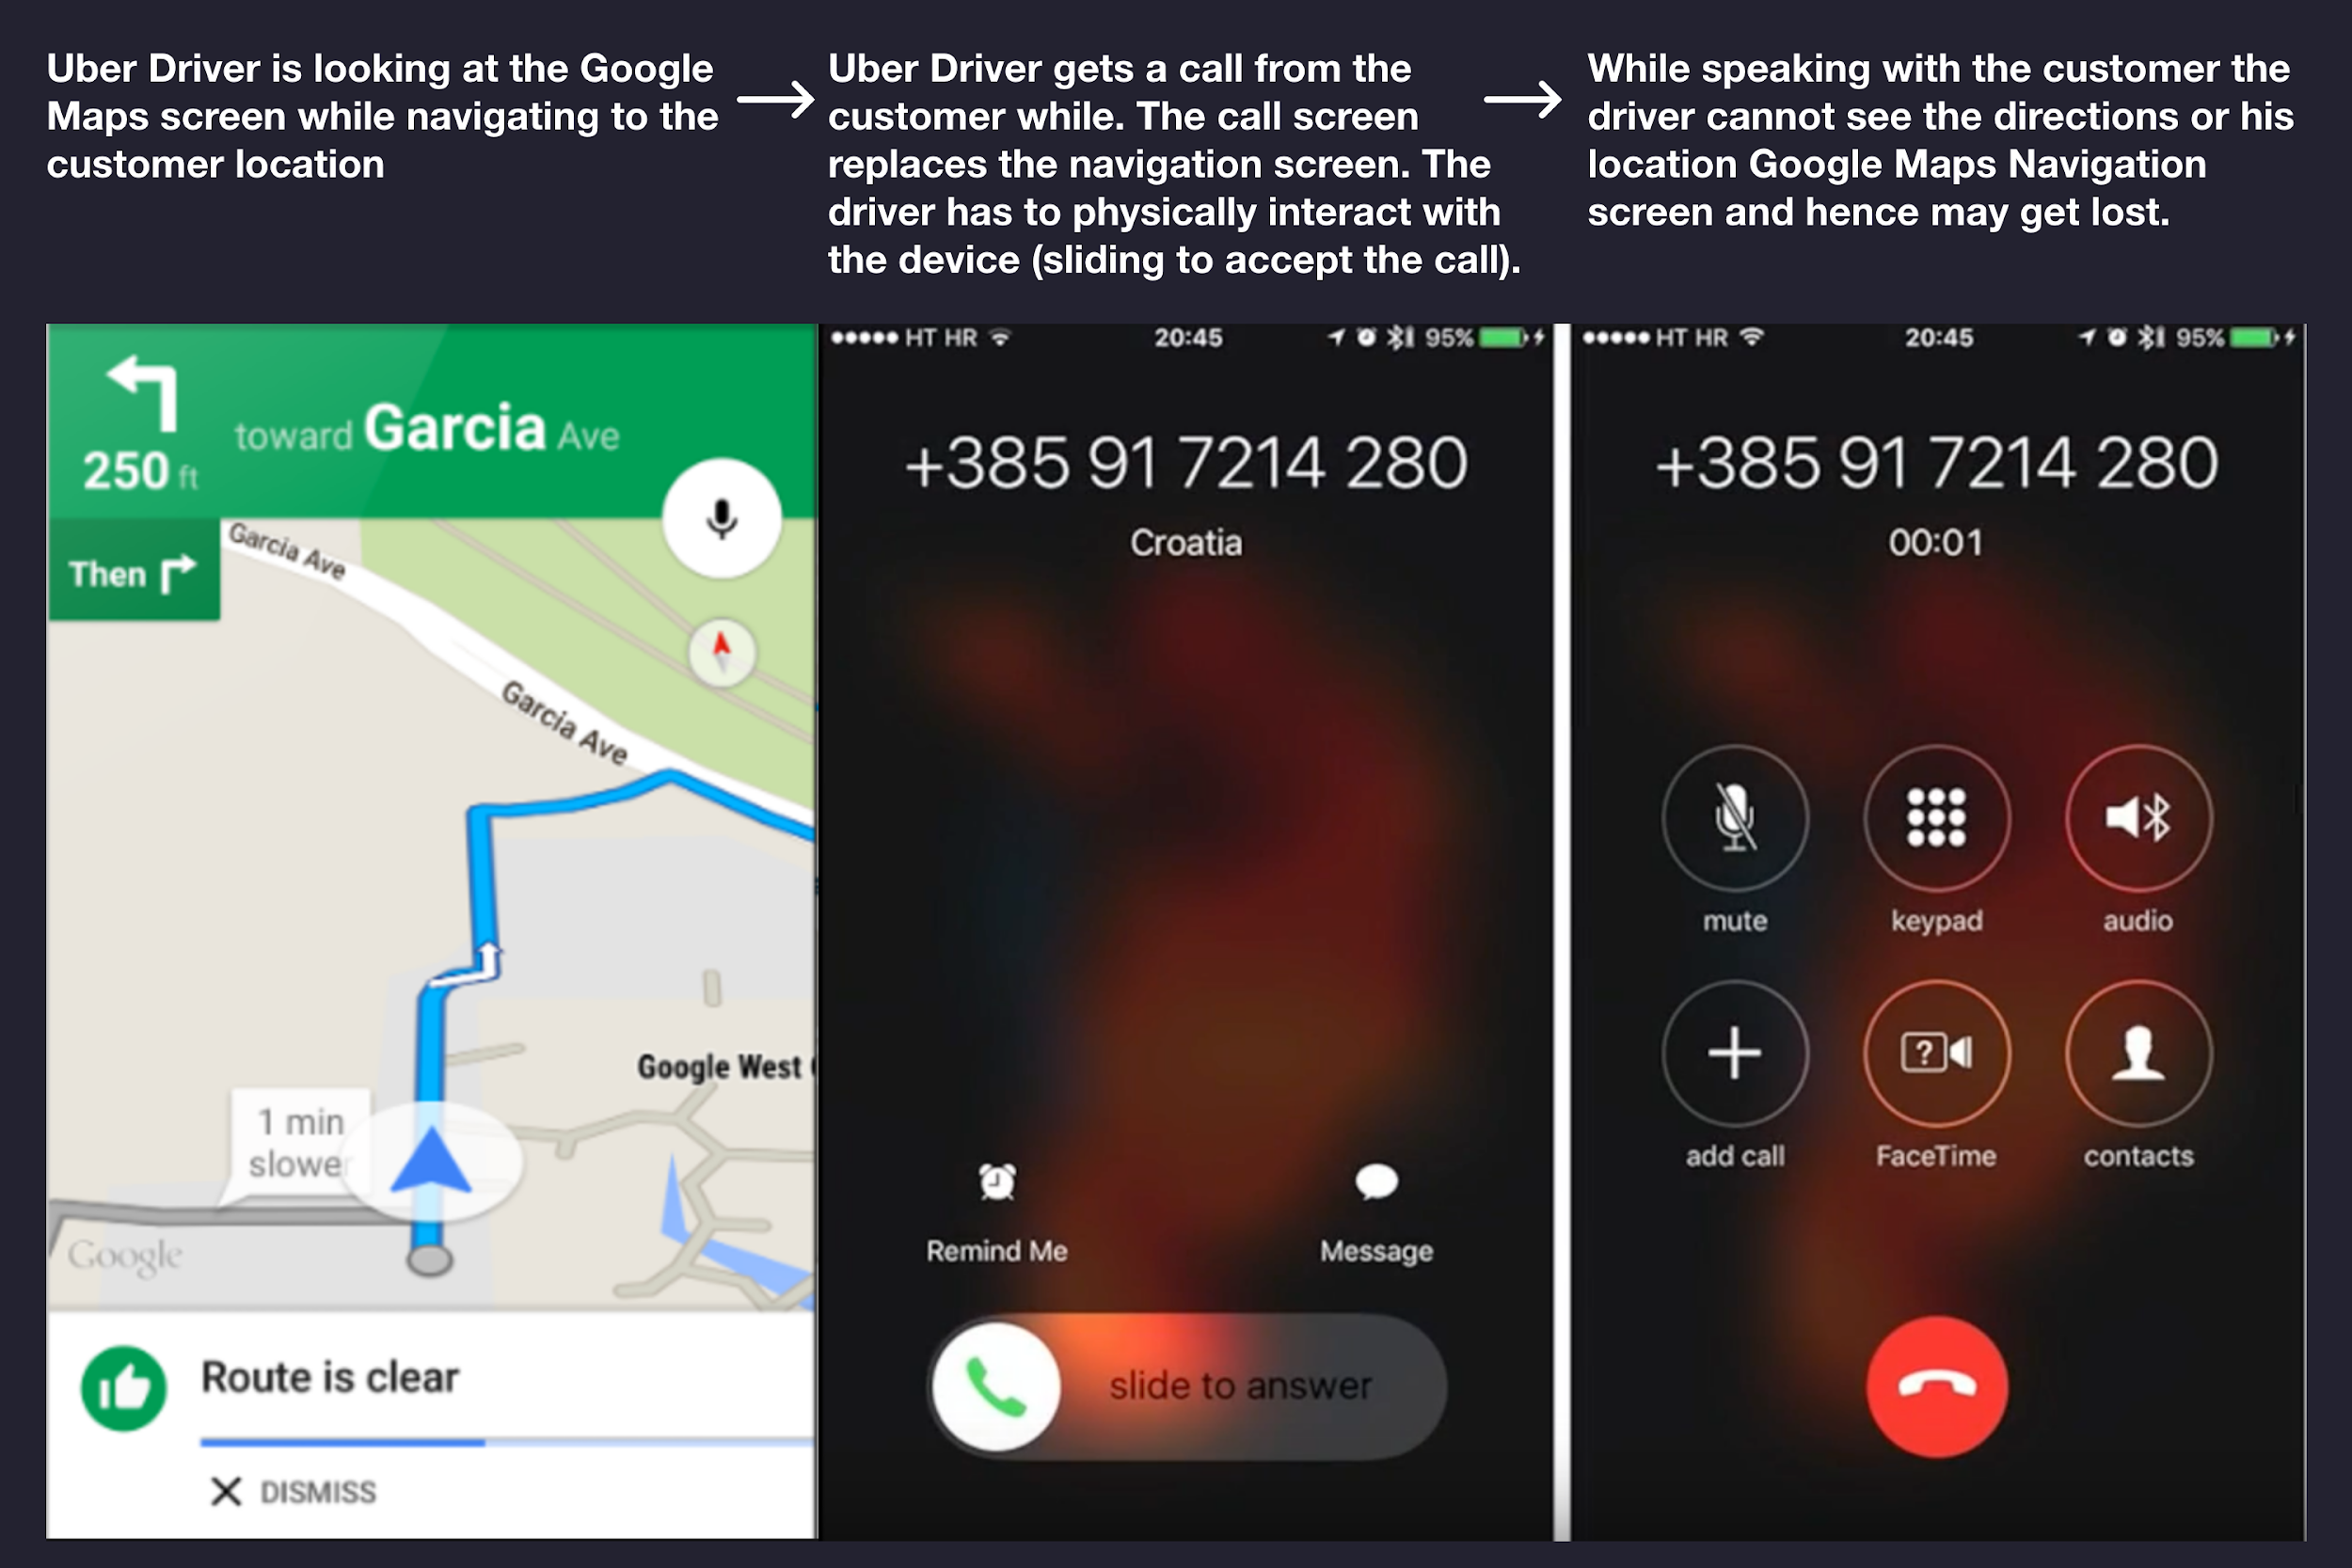 Uber Driver is looking at the Google
Maps screen while navigating to the
customer location
Uber Driver gets a call from the
customer while. The call screen
replaces the navigation screen. The
driver has to physically interact with
the device (sliding to accept the call).
While speaking with the customer the
driver cannot see the directions or his
location Google Maps Navigation
screen and hence may get lost.
250 ft
toward Garcia Ave
Then
Garcia Ave
Garcia Ave
Google West
1 min
slower
Google
Route is clear
DISMISS
HT HR 20:45 95%
+385 91 7214 280
Croatia
Remind Me Message
slide to answer
HT HR 20:45 95%
+385 91 7214 280
00:01
mute keypad audio
add call FaceTime contacts